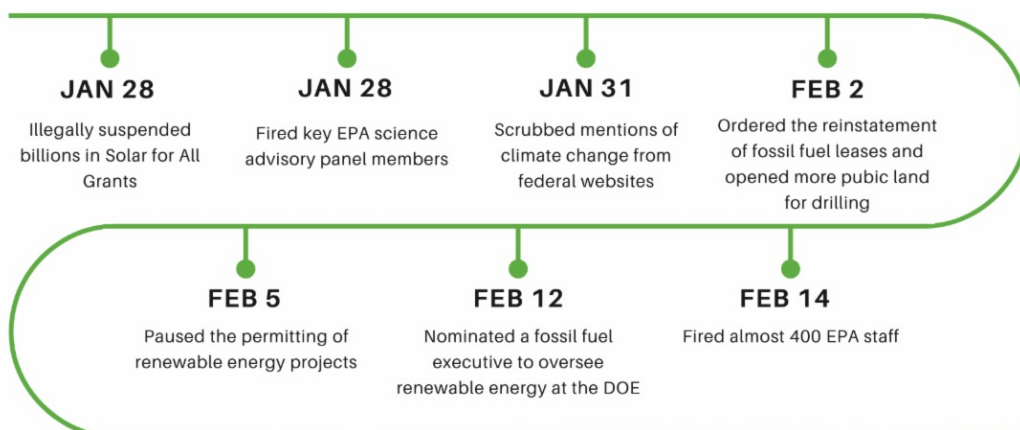 JAN 28
Illegally suspended
billions in Solar for All
Grants
JAN 28
Fired key EPA science
advisory panel members
JAN 31
Scrubbed mentions of
climate change from
federal websites
FEB 2
Ordered the reinstatement
of fossil fuel leases and
opened more pubic land
for drilling
FEB 5
Paused the permitting of
renewable energy projects
FEB 12
Nominated a fossil fuel
executive to oversee
renewable energy at the DOE
FEB 14
Fired almost 400 EPA staff